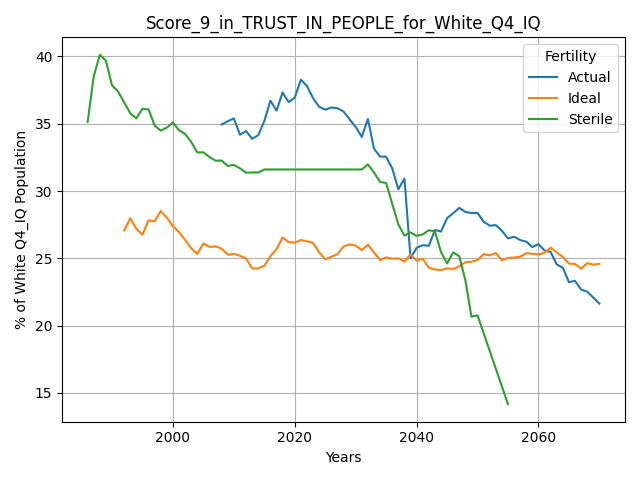 Score_9_in_TRUST_IN_PEOPLE_for_White_Q4_IQ
Fertility
Actual
Ideal
Sterile
% of White Q4_IQ Population
40
35
30
25
20
15
2000
2020
2040
2060
Years